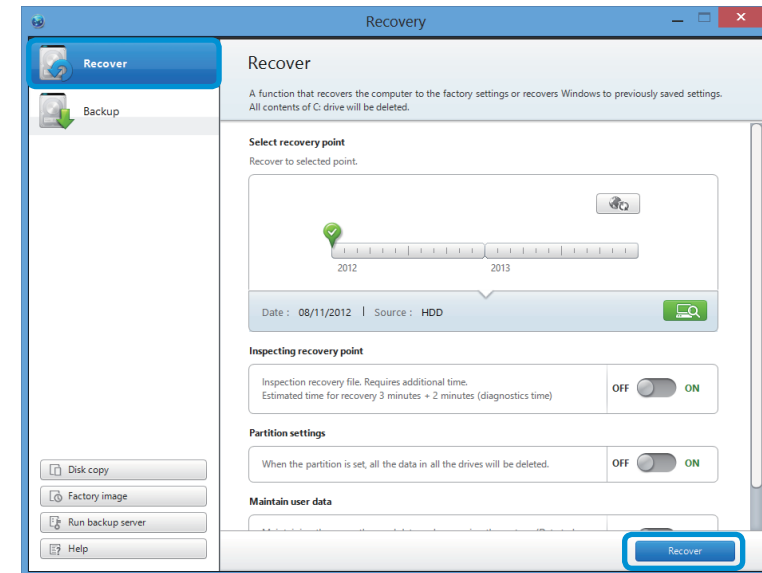 Recovery
Recover
Backup
Disk copy
Factory image
Run backup server
Help
Recover
A function that recovers the computer to the factory settings or recovers Windows to previously saved settings.
All contents of C: drive will be deleted.
Select recovery point
Recover to selected point.
2012 2013
Date : 08/11/2012 | Source : HDD
Inspecting recovery point
Inspection recovery file. Requires additional time.
Estimated time for recovery 3 minutes + 2 minutes (diagnostics time)
OFF ON
Partition settings
When the partition is set, all the data in all the drives will be deleted.
OFF ON
Maintain user data
Recover